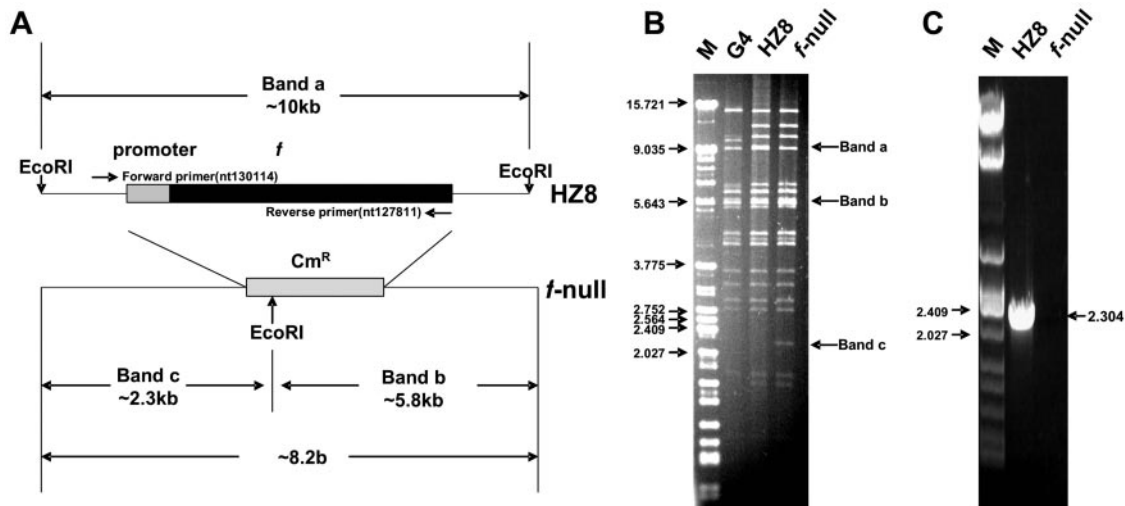 A
Band a
~10kb
EcoRI
promoter
f
EcoRI
Forward primer(nt130114)
HZ8
Reverse primer(nt127811)
CmR
f-null
EcoRI
Band c
~2.3kb
Band b
~5.8kb
~8.2b
B
M
G4
HZ8
f-null
15.721
9.035
5.643
3.775
2.752
2.564
2.409
2.027
Band a
Band b
Band c
C
M
HZ8
f-null
2.409
2.027
2.304